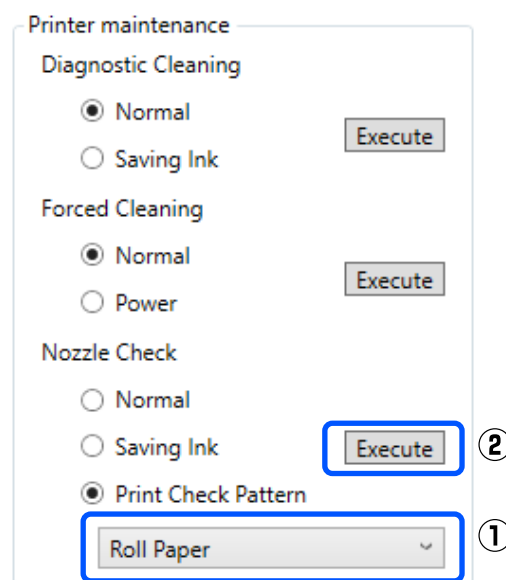 Printer maintenance
Diagnostic Cleaning
Normal
Execute
Saving Ink
Forced Cleaning
Normal
Execute
Power
Nozzle Check
Normal
Saving Ink
Execute
②
Print Check Pattern
Roll Paper
①